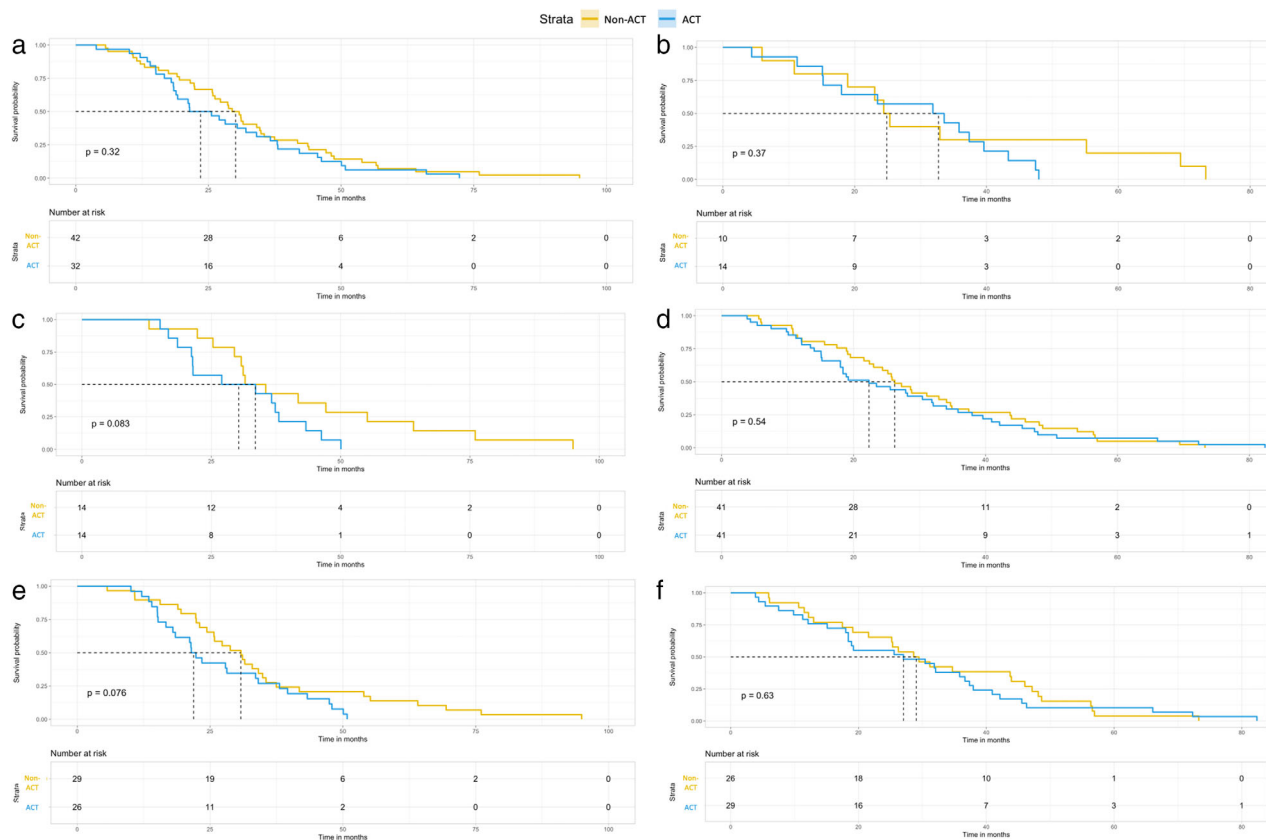 Strata Non-ACT ACT
a
Survival probability
1.00
0.75
0.50
0.25
0.00
p = 0.32
0 25 50 75 100
Time in months
Number at risk
Strata
Non-
ACT
42 28 6 2 0
ACT
32 16 4 0 0
0 25 50 75 100
Time in months
b
Survival probability
1.00
0.75
0.50
0.25
0.00
p = 0.37
0 20 40 60 80
Time in months
Number at risk
Strata
Non-
ACT
10 7 3 2 0
ACT
14 9 3 0 0
0 20 40 60 80
Time in months
c
Survival probability
1.00
0.75
0.50
0.25
0.00
p = 0.083
0 25 50 75 100
Time in months
Number at risk
Strata
Non-
ACT
14 12 4 2 0
ACT
14 8 1 0 0
0 25 50 75 100
Time in months
d
Survival probability
1.00
0.75
0.50
0.25
0.00
p = 0.54
0 20 40 60 80
Time in months
Number at risk
Strata
Non-
ACT
41 28 11 2 0
ACT
41 21 9 3 1
0 20 40 60 80
Time in months
e
Survival probability
1.00
0.75
0.50
0.25
0.00
p = 0.076
0 25 50 75 100
Time in months
Number at risk
Strata
Non-
ACT
29 19 6 2 0
ACT
26 11 2 0 0
0 25 50 75 100
Time in months
f
Survival probability
1.00
0.75
0.50
0.25
0.00
p = 0.63
0 20 40 60 80
Time in months
Number at risk
Strata
Non-
ACT
26 18 10 1 0
ACT
29 16 7 3 1
0 20 40 60 80
Time in months